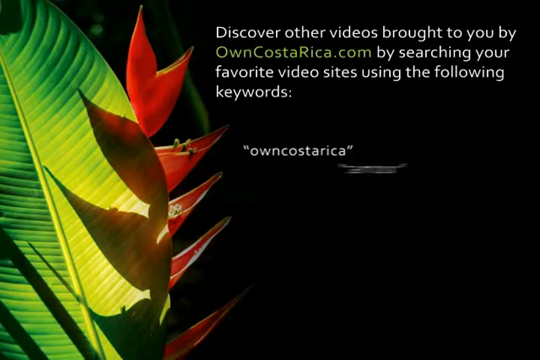 Discover other videos brought to you by
OwnCostaRica.com by searching your
favorite video sites using the following
keywords:
“owncostarica”